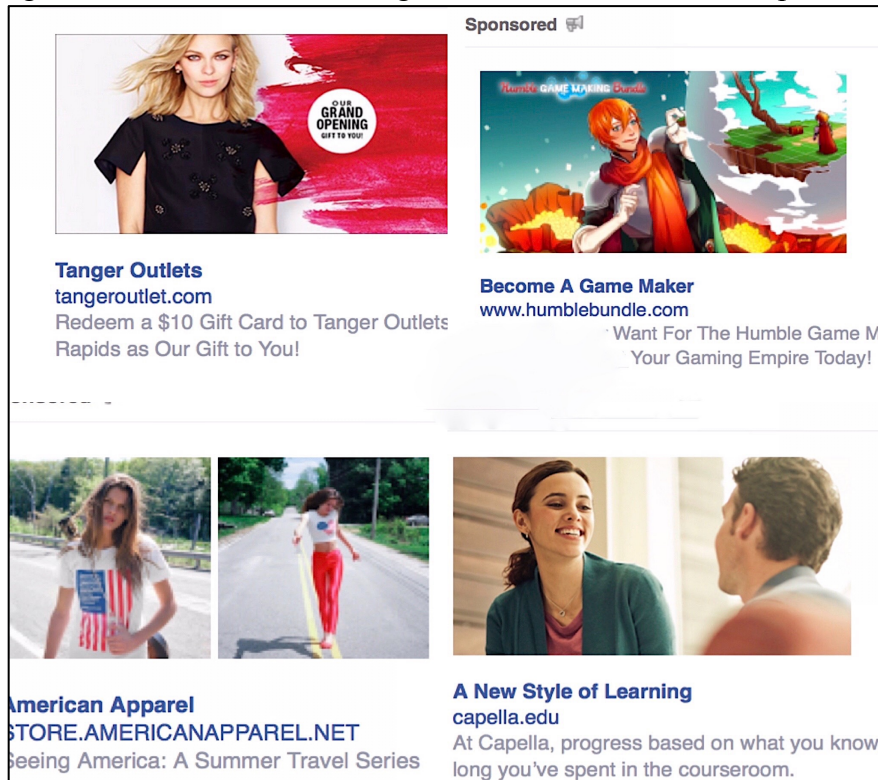 OUR
GRAND
OPENING
GIFT TO YOU!
Tanger Outlets
tangeroutlet.com
Redeem a $10 Gift Card to Tanger Outlets
Rapids as Our Gift to You!
Sponsored
Humble GAME MAKING Bundle
Become A Game Maker
www.humblebundle.com
Want For The Humble Game M
Your Gaming Empire Today!
American Apparel
STORE.AMERICANAPPAREL.NET
Seeing America: A Summer Travel Series
A New Style of Learning
capella.edu
At Capella, progress based on what you know
long you've spent in the courseroom.